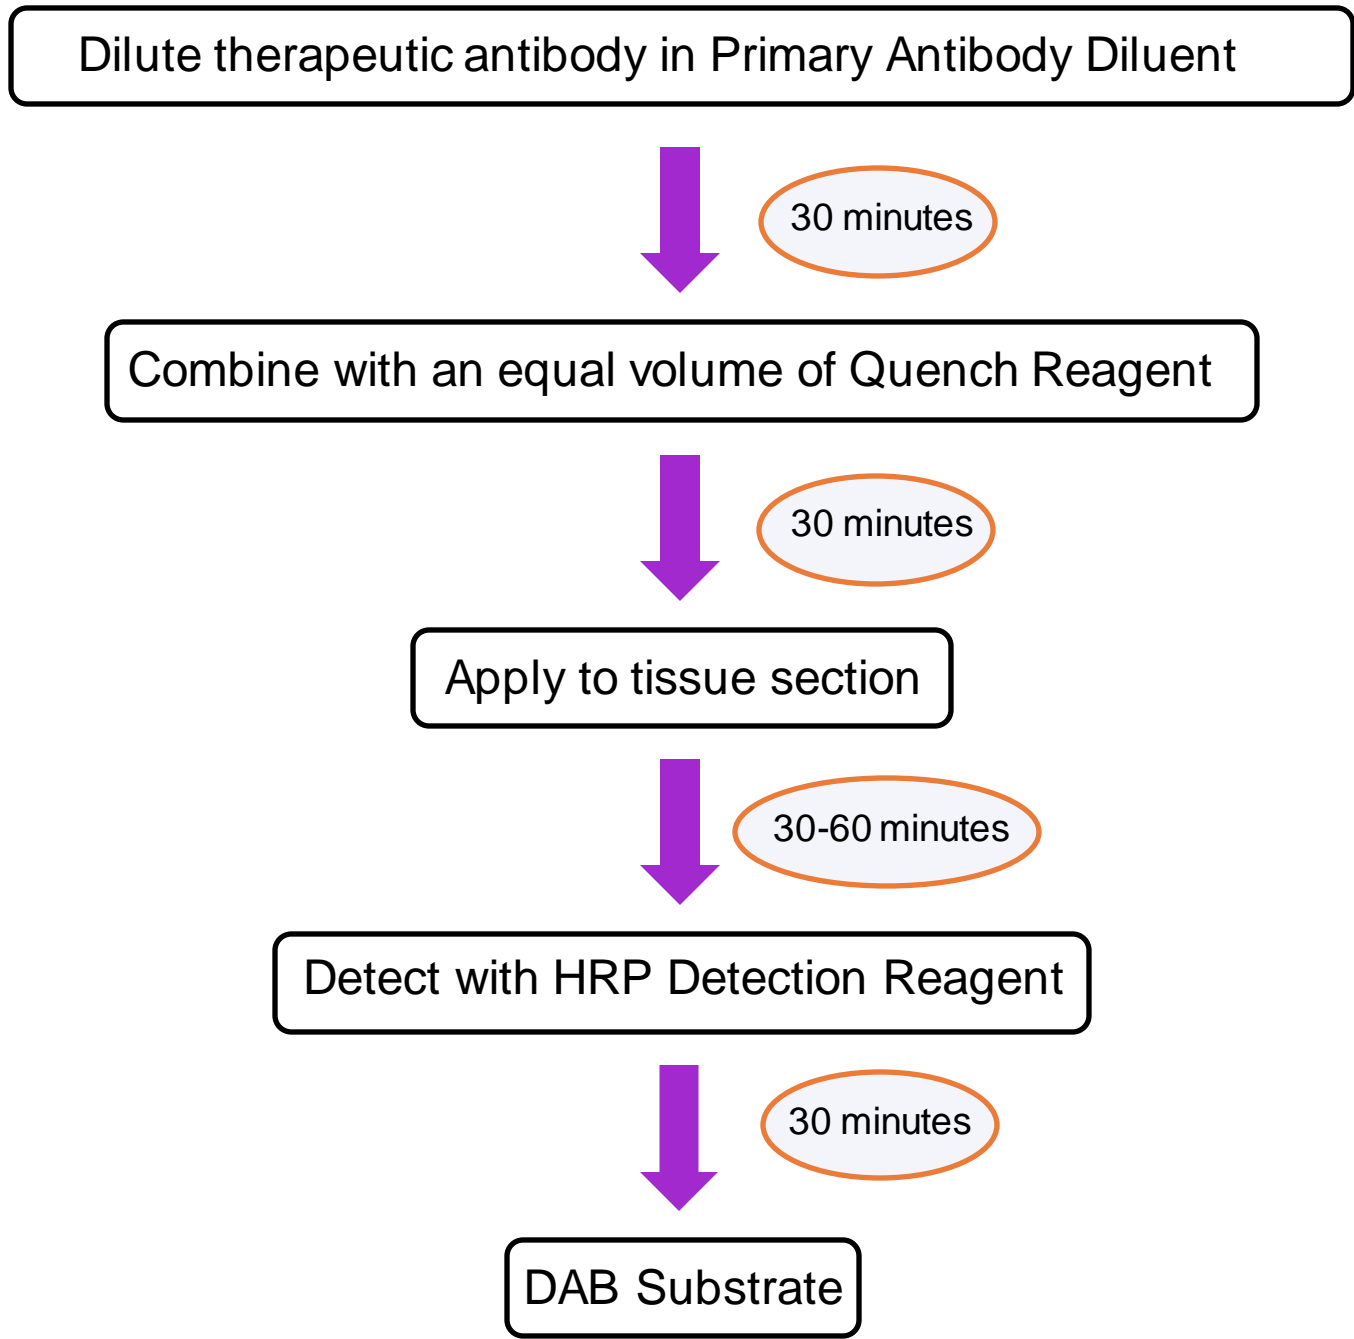 Dilute therapeutic antibody in Primary Antibody Diluent
30 minutes
Combine with an equal volume of Quench Reagent
30 minutes
Apply to tissue section
30-60 minutes
Detect with HRP Detection Reagent
30 minutes
DAB Substrate